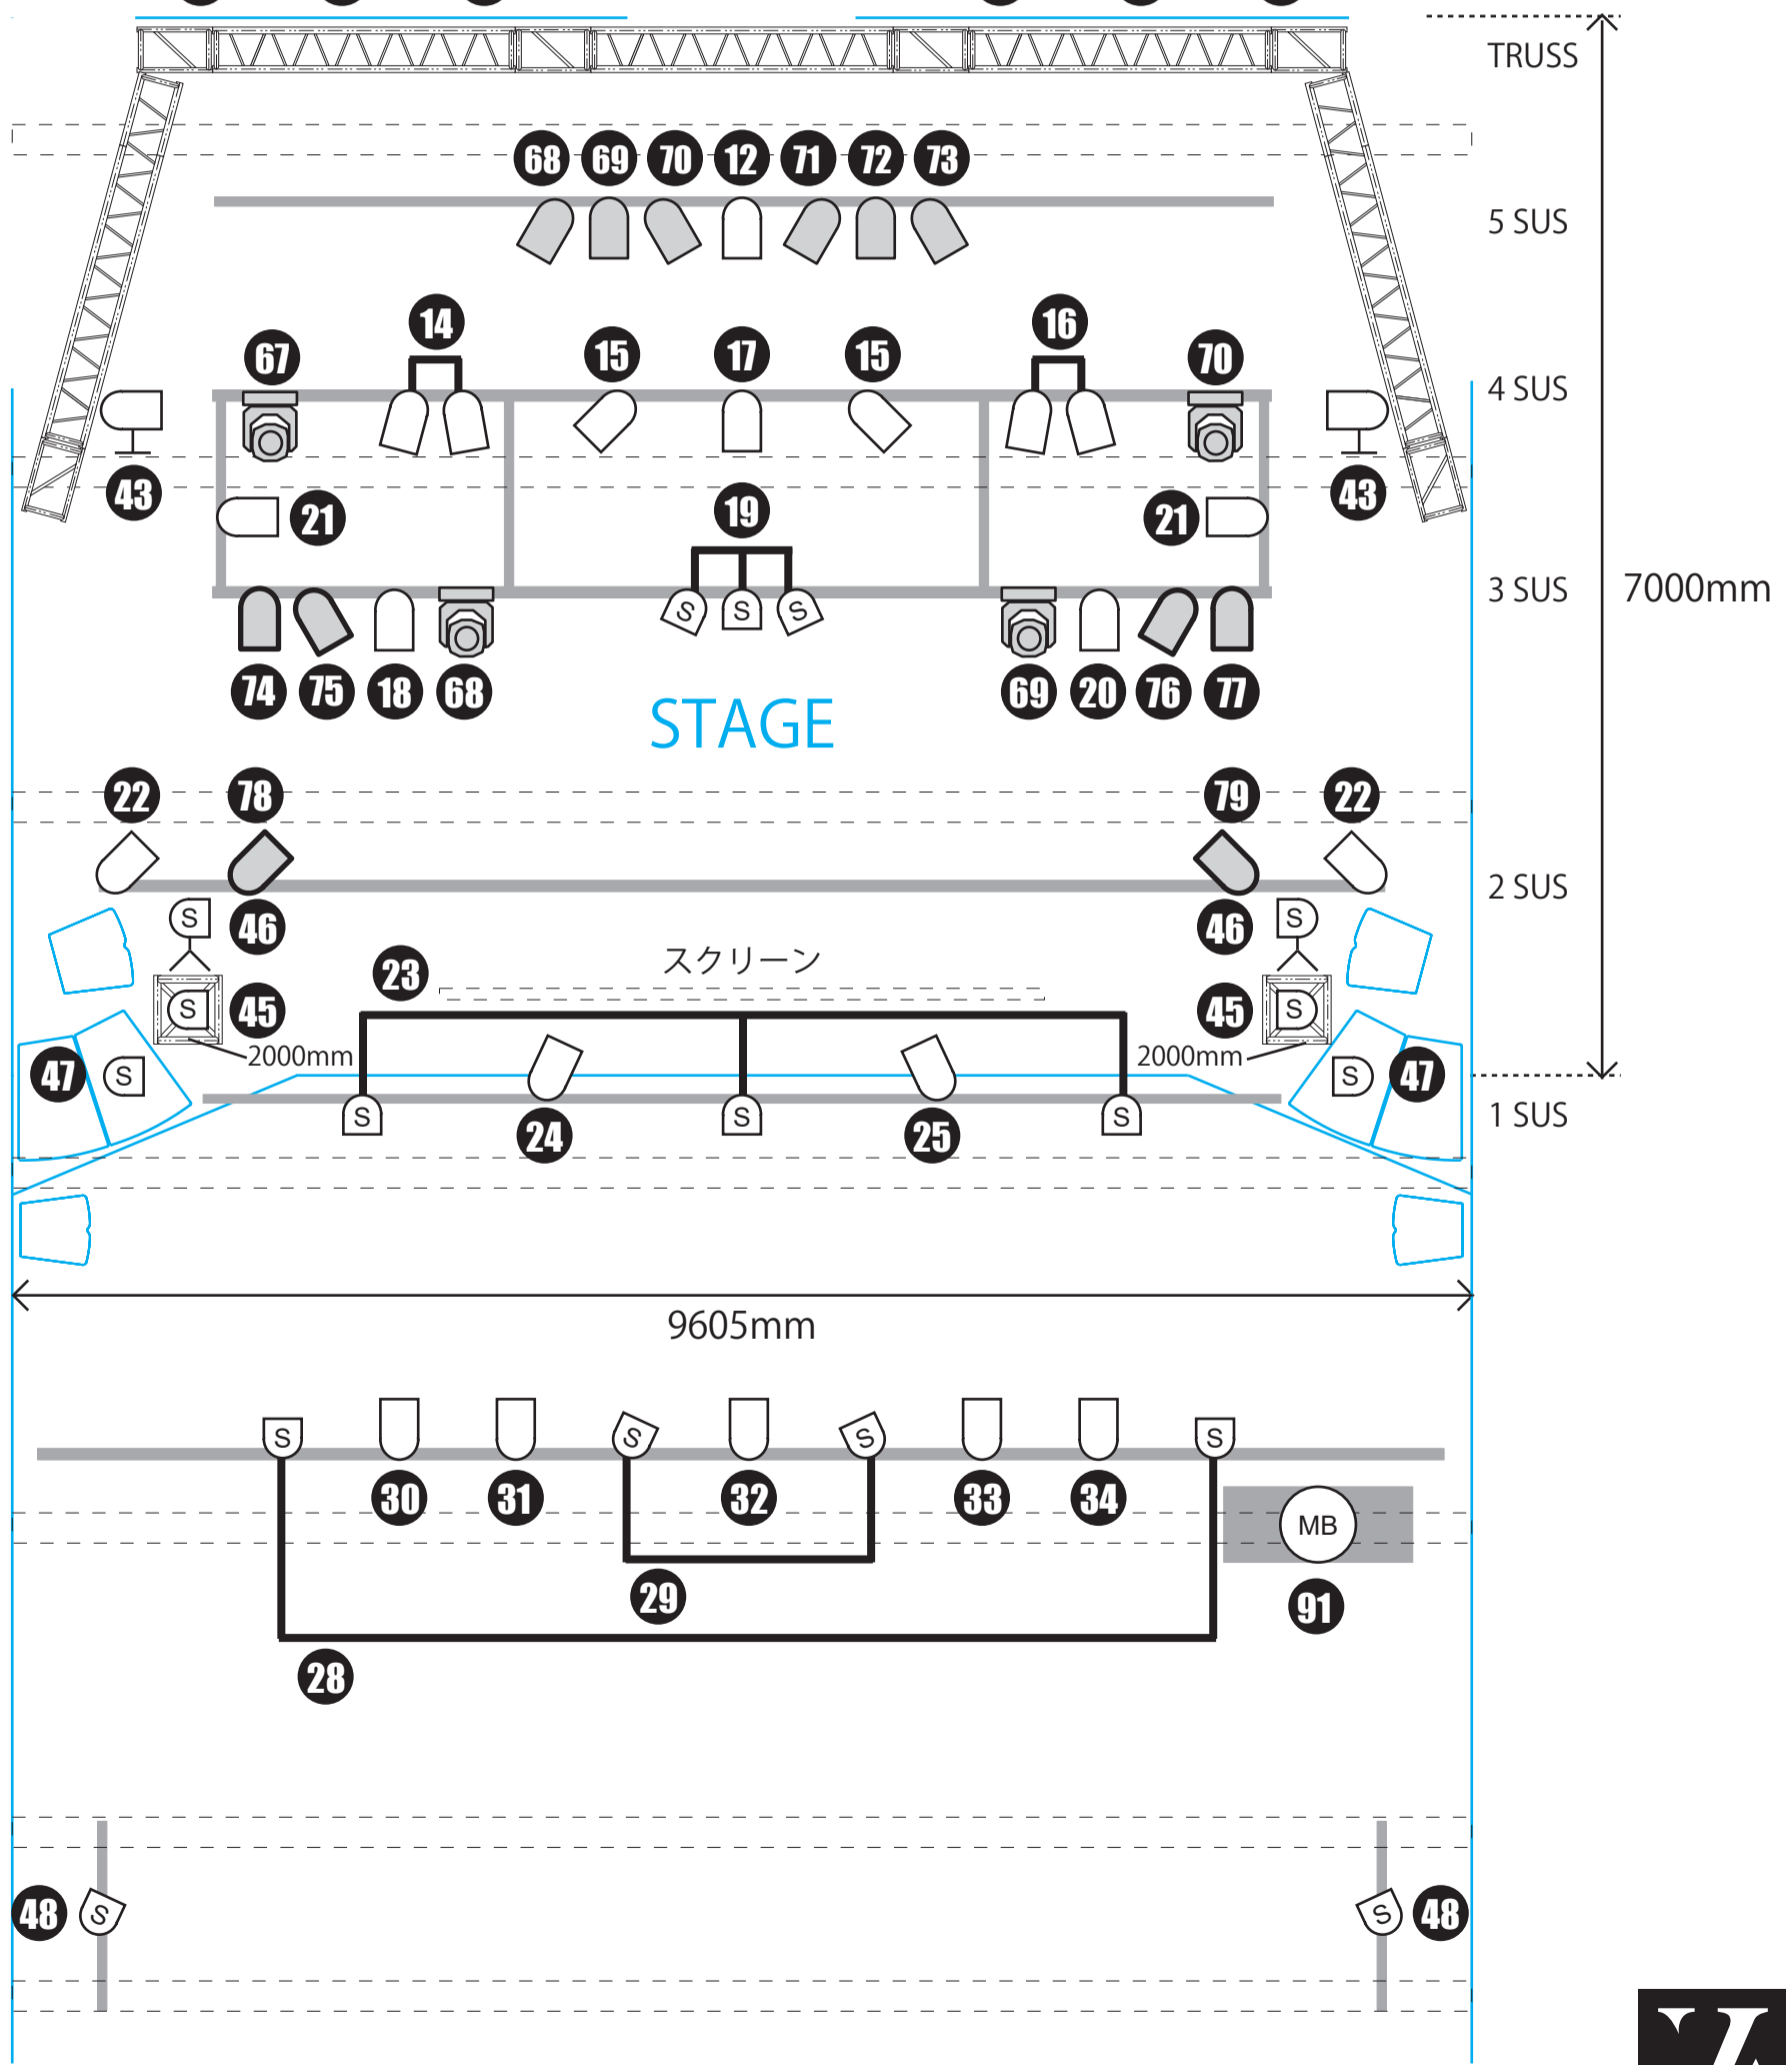 TRUSS
68 69 70 12 71 72 73
5 SUS
14 16
67 15 17 15 70
4 SUS
43 21 19 21 43
3 SUS
7000mm
S S S
74 75 18 68 69 20 76 77
STAGE
22 78 79 22
2 SUS
S 46 46 S
23 スクリーン
S 45 45 S
2000mm 2000mm
47 S S 47
1 SUS
S S S
24 25
9605mm
S S S S
30 31 32 33 34
MB
29 91
28
48 S S 48